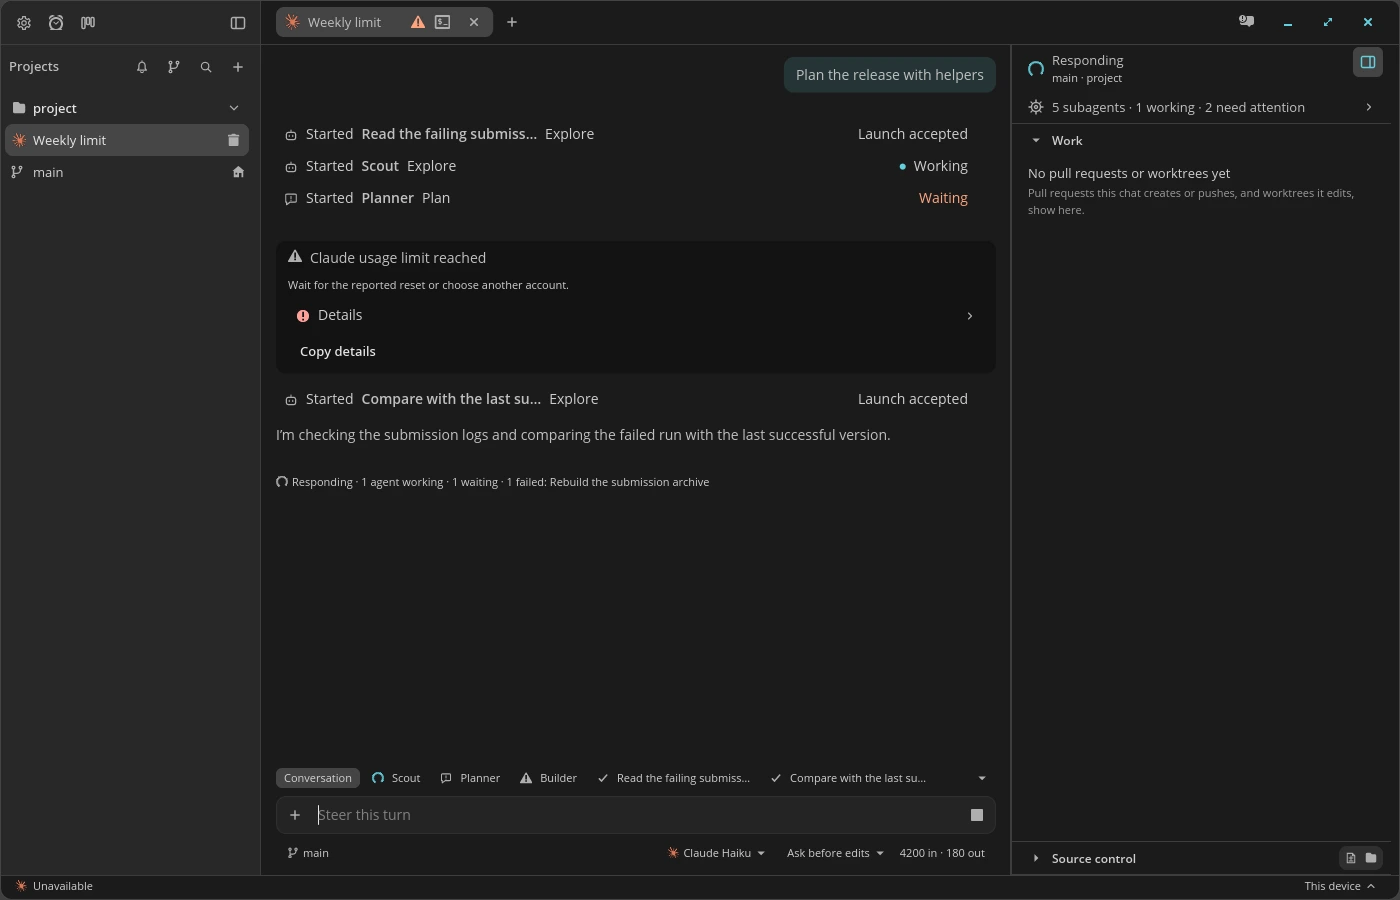 Weekly limit
Projects
project
Weekly limit
main
Plan the release with helpers
Started Read the failing submiss... Explore Launch accepted
Started Scout Explore Working
Started Planner Plan Waiting
Claude usage limit reached
Wait for the reported reset or choose another account.
Details
Copy details
Started Compare with the last su... Explore Launch accepted
I'm checking the submission logs and comparing the failed run with the last successful version.
Responding · 1 agent working · 1 waiting · 1 failed: Rebuild the submission archive
Conversation Scout Planner Builder Read the failing submiss... Compare with the last su...
Steer this turn
main Claude Haiku Ask before edits 4200 in · 180 out
Responding
main · project
5 subagents · 1 working · 2 need attention
Work
No pull requests or worktrees yet
Pull requests this chat creates or pushes, and worktrees it edits,
show here.
Source control
Unavailable
This device